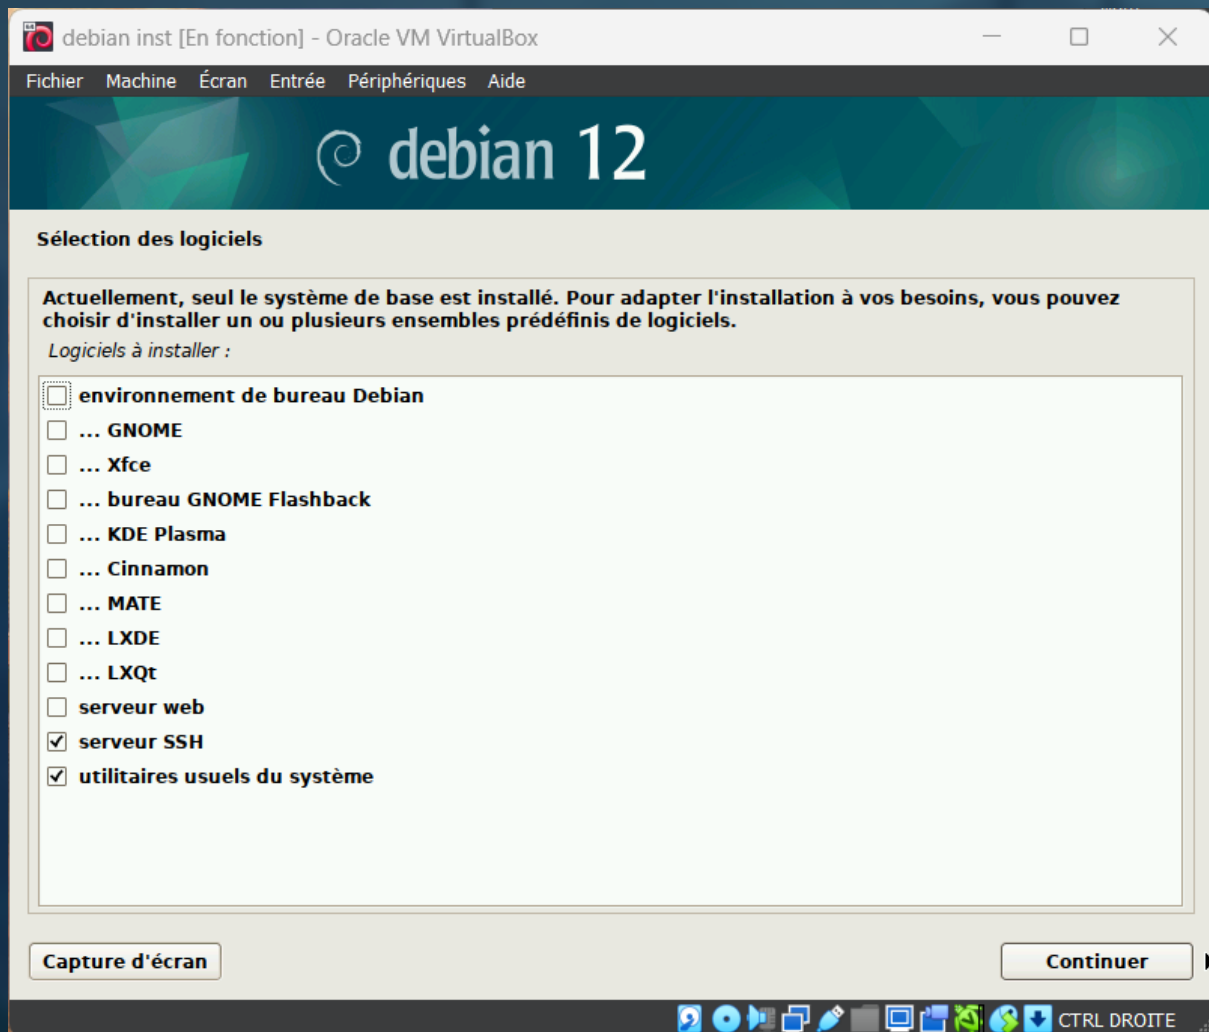 debian inst [En fonction] - Oracle VM VirtualBox
Fichier Machine Écran Entrée Périphériques Aide
debian 12
Sélection des logiciels
Actuellement, seul le système de base est installé. Pour adapter l'installation à vos besoins, vous pouvez
choisir d'installer un ou plusieurs ensembles prédéfinis de logiciels.
Logiciels à installer :
environnement de bureau Debian
... GNOME
... Xfce
... bureau GNOME Flashback
... KDE Plasma
... Cinnamon
... MATE
... LXDE
... LXQt
serveur web
serveur SSH
utilitaires usuels du système
Capture d'écran
Continuer
CTRL DROITE